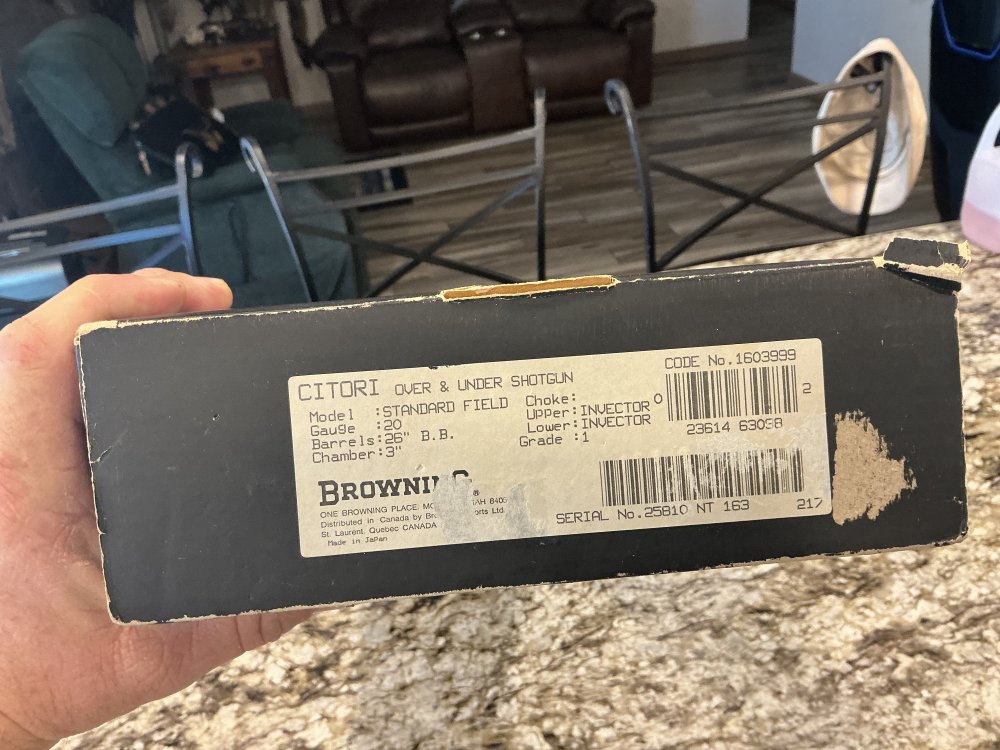 CITORI OVER & UNDER SHOTGUN
CODE No.1603999
Model :STANDARD FIELD
Gauge :20
Barrels:26" B.B.
Chamber:3"
Choke:
Upper:INVECTOR
Lower:INVECTOR
Grade :1
0 2
23614 63098
BROWNING
ONE BROWNING PLACE,
Distributed in Canada by
St. Laurent, Quebec CANADA
Made in Japan
SERIAL No.25810 NT 163 217